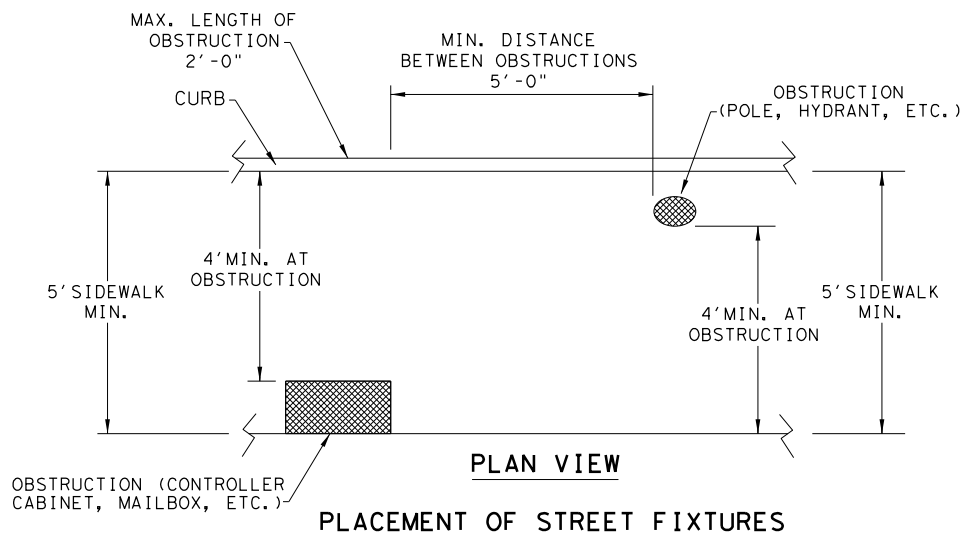 MAX. LENGTH OF
OBSTRUCTION
2'-0"
CURB
MIN. DISTANCE
BETWEEN OBSTRUCTIONS
5'-0"
OBSTRUCTION
(POLE, HYDRANT, ETC.)
4'MIN. AT
OBSTRUCTION
5'SIDEWALK
MIN.
4'MIN. AT
OBSTRUCTION
5'SIDEWALK
MIN.
OBSTRUCTION (CONTROLLER
CABINET, MAILBOX, ETC.)
PLAN VIEW
PLACEMENT OF STREET FIXTURES